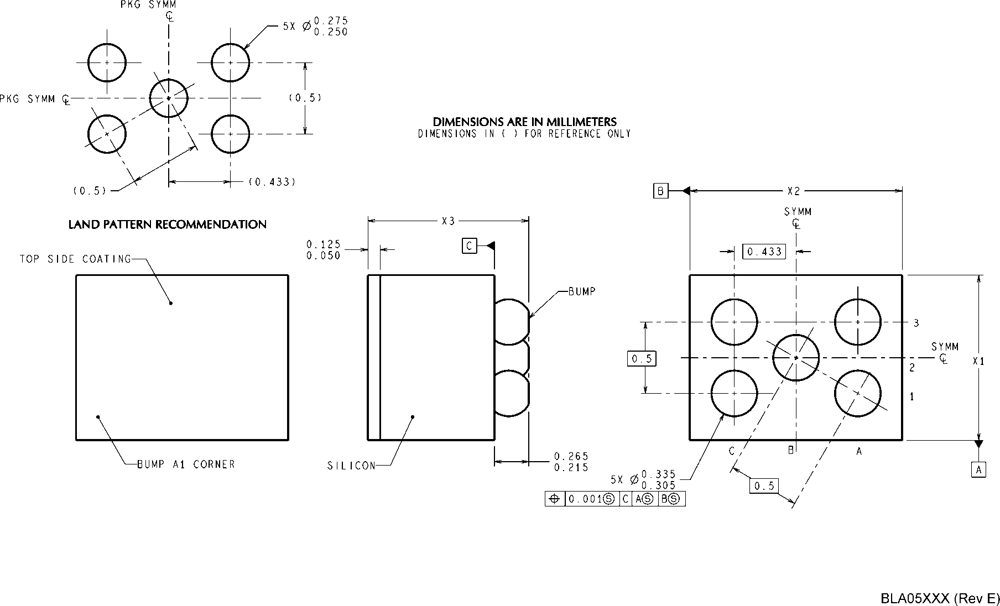 PKG SYMM
℄
5X Ø 0.275
0.250
PKG SYMM ℄
(0.5)
(0.5)
(0.433)
LAND PATTERN RECOMMENDATION
DIMENSIONS ARE IN MILLIMETERS
DIMENSIONS IN ( ) FOR REFERENCE ONLY
TOP SIDE COATING
BUMP A1 CORNER
X3
0.125
0.050
C
BUMP
SILICON
0.265
0.215
B
X2
SYMM
℄
0.433
3
SYMM
℄
0.5
2
X1
1
C B A
A
5X Ø 0.335
0.305
0.5
⌖ 0.001Ⓢ C AⓈ BⓈ
BLA05XXX (Rev E)